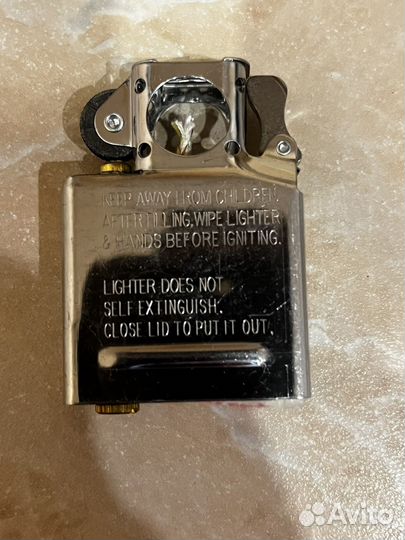 KEEP AWAY FROM CHILDREN.
AFTER FILLING, WIPE LIGHTER
& HANDS BEFORE IGNITING.
LIGHTER DOES NOT
SELF EXTINGUISH.
CLOSE LID TO PUT IT OUT.
Avito